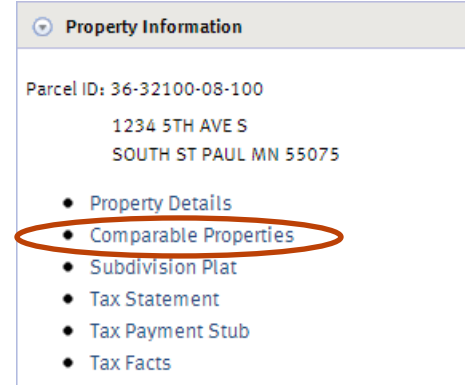 Property Information
Parcel ID: 36-32100-08-100
1234 5TH AVE S
SOUTH ST PAUL MN 55075
Property Details
Comparable Properties
Subdivision Plat
Tax Statement
Tax Payment Stub
Tax Facts